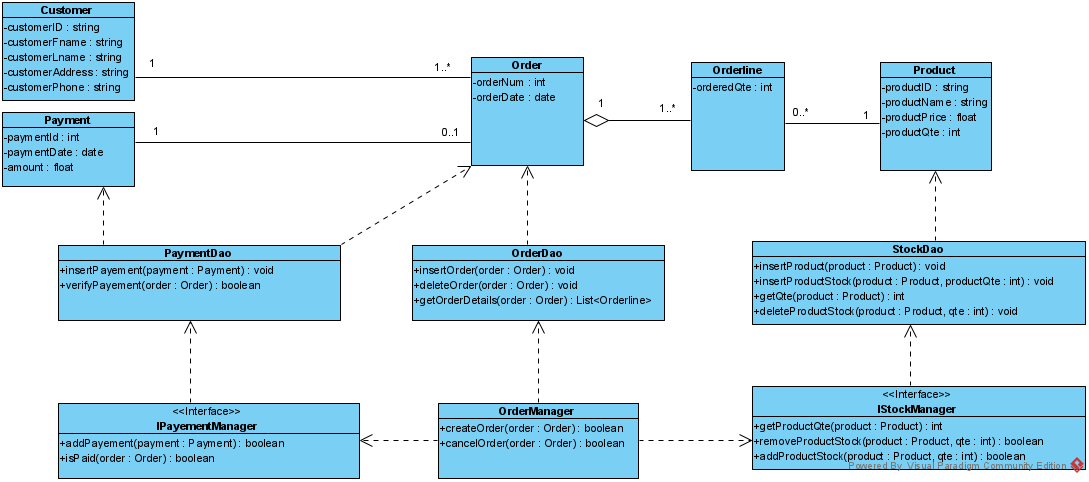 Customer
-customerID : string
-customerFname : string
-customerLname : string
-customerAddress : string
-customerPhone : string
1
1..*
Payment
-paymentId : int
-paymentDate : date
-amount : float
1
0..1
Order
-orderNum : int
-orderDate : date
1
1..*
Orderline
-orderedQte : int
0..*
1
Product
-productID : string
-productName : string
-productPrice : float
-productQte : int
PaymentDao
+insertPayement(payment : Payment) : void
+verifyPayement(order : Order) : boolean
OrderDao
+insertOrder(order : Order) : void
+deleteOrder(order : Order) : void
+getOrderDetails(order : Order) : List<Orderline>
StockDao
+insertProduct(product : Product) : void
+insertProductStock(product : Product, productQte : int) : void
+getQte(product : Product) : int
+deleteProductStock(product : Product, qte : int) : void
<<Interface>>
IPayementManager
+addPayement(payment : Payment) : boolean
+isPaid(order : Order) : boolean
OrderManager
+createOrder(order : Order) : boolean
+cancelOrder(order : Order) : boolean
<<Interface>>
IStockManager
+getProductQte(product : Product) : int
+removeProductStock(product : Product, qte : int) : boolean
+addProductStock(product : Product, qte : int) : boolean
Powered By Visual Paradigm Community Edition